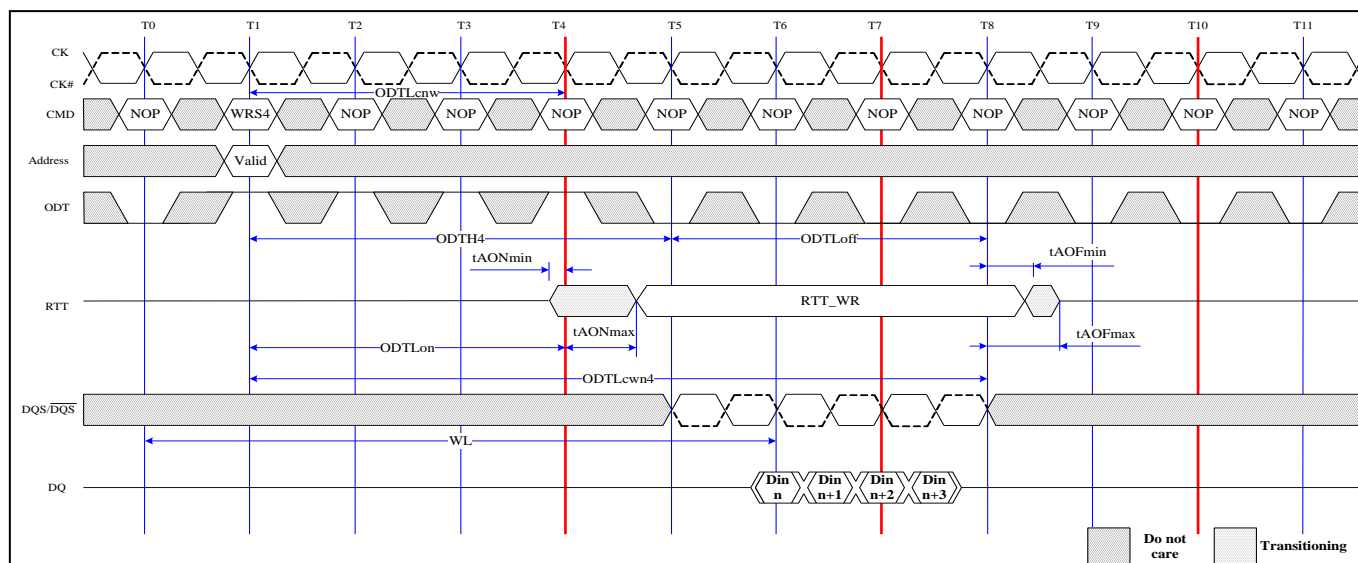 T0 T1 T2 T3 T4 T5 T6 T7 T8 T9 T10 T11
CK
CK#
ODTLcnw
CMD NOP WRS4 NOP NOP NOP NOP NOP NOP NOP NOP NOP NOP
Address Valid
ODT
ODTH4 ODTLoff
tAONmin tAOFmin
RTT RTT_WR
tAONmax tAOFmax
ODTLon
ODTLcwn4
DQS/DQS
WL
DQ Din n Din n+1 Din n+2 Din n+3
Do not care Transitioning